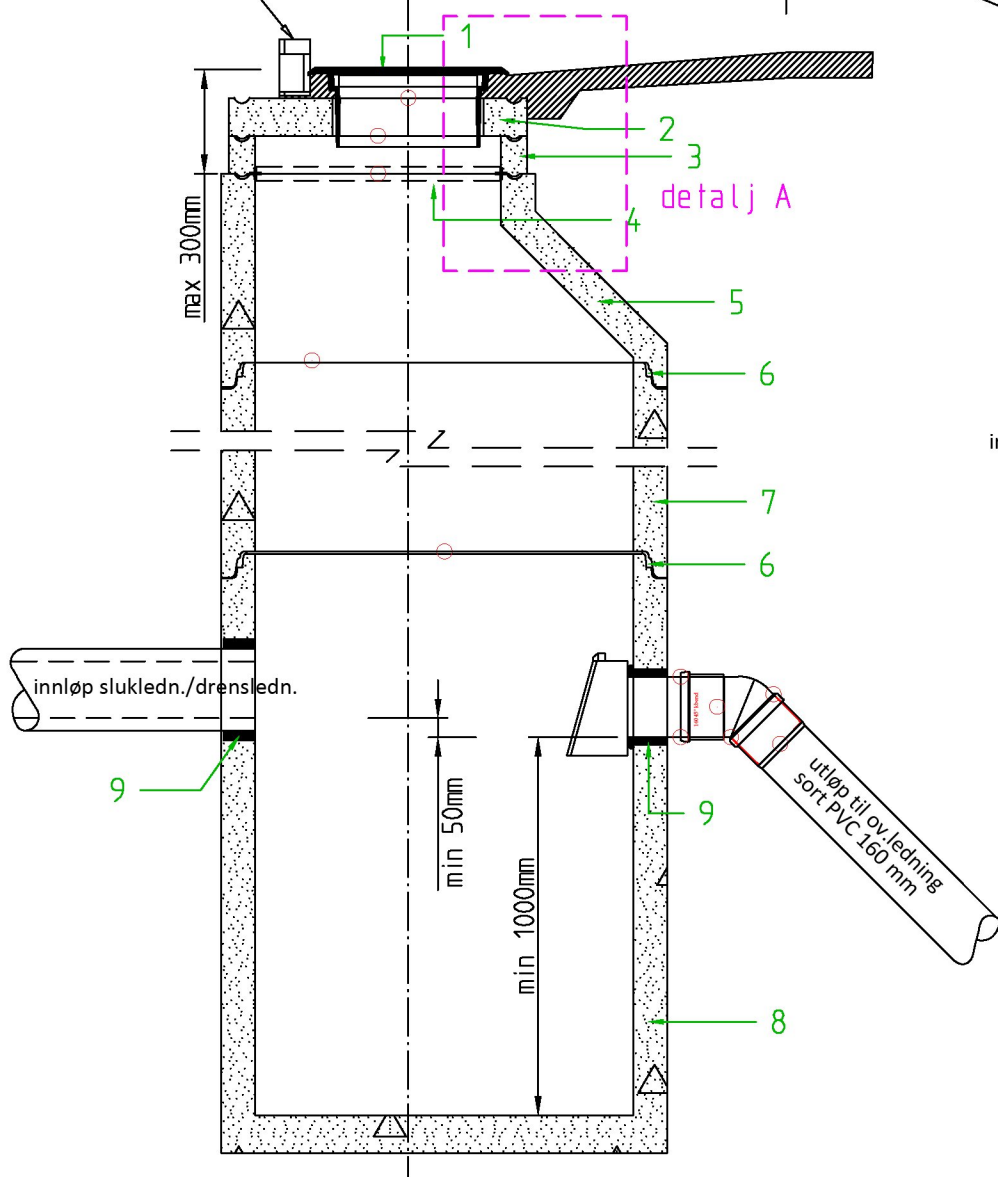 1
2
3
detalj A
4
max 300mm
5
6
in
7
6
innløp slukledn./drensledn.
9
min 50mm
9
min 1000mm
utløp til ov.ledning
sort PVC 160 mm
8